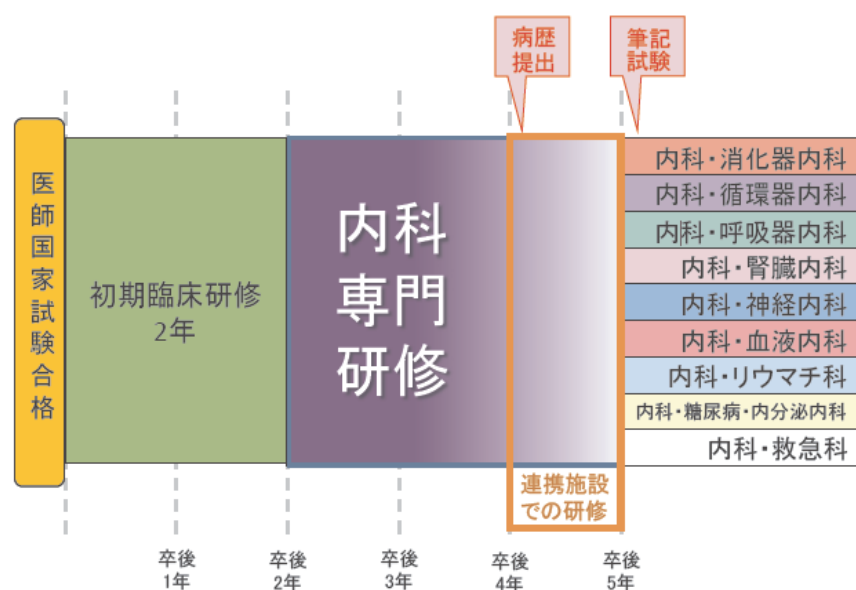 病歴
提出
筆記
試験
医師国家試験合格
初期臨床研修
2年
内科
専門
研修
内科・消化器内科
内科・循環器内科
内科・呼吸器内科
内科・腎臓内科
内科・神経内科
内科・血液内科
内科・リウマチ科
内科・糖尿病・内分泌内科
内科・救急科
連携施設
での研修
卒後
1年
卒後
2年
卒後
3年
卒後
4年
卒後
5年